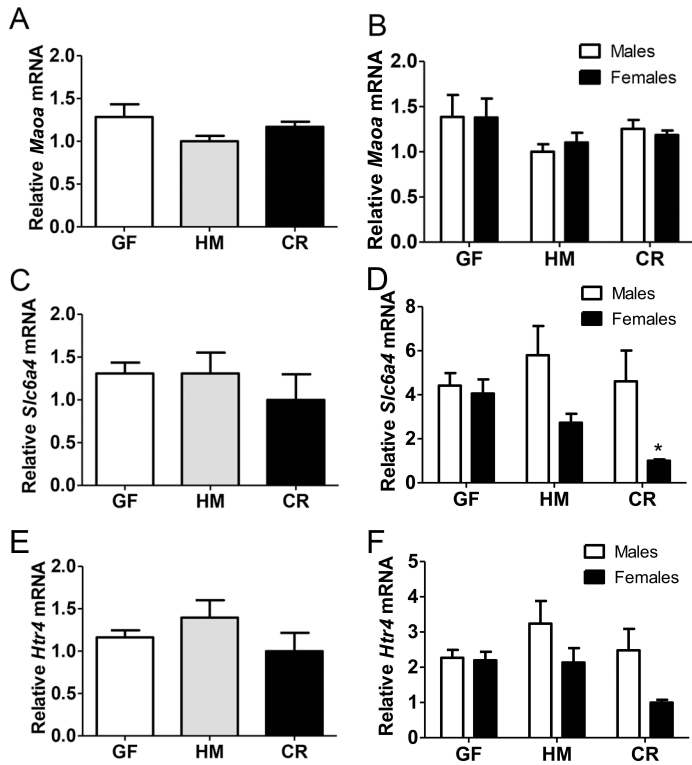 A
Relative Maoa mRNA
2.0
1.5
1.0
0.5
0.0
GF HM CR
B
Males
Females
Relative Maoa mRNA
2.0
1.5
1.0
0.5
0.0
GF HM CR
C
Relative Slc6a4 mRNA
2.0
1.5
1.0
0.5
0.0
GF HM CR
D
Males
Females
Relative Slc6a4 mRNA
8
6
4
2
0
*
GF HM CR
E
Relative Htr4 mRNA
2.0
1.5
1.0
0.5
0.0
GF HM CR
F
Males
Females
Relative Htr4 mRNA
5
4
3
2
1
0
GF HM CR